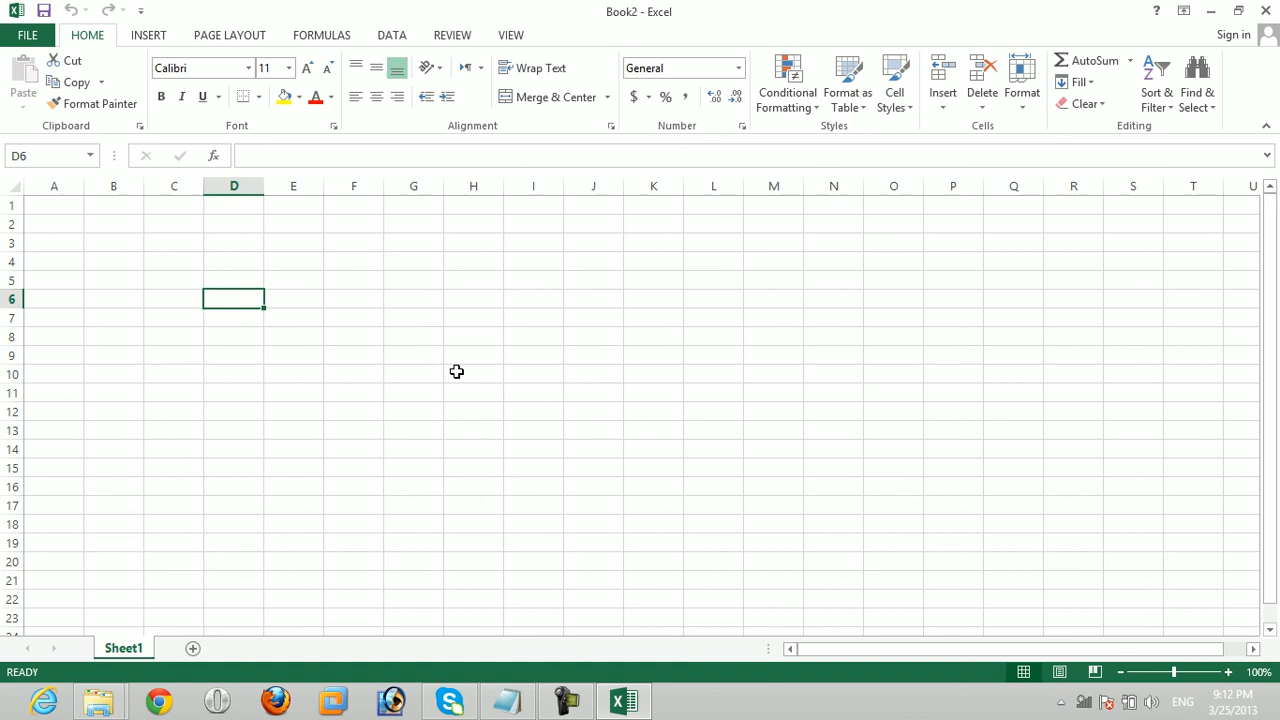 Book2 - Excel
FILE HOME INSERT PAGE LAYOUT FORMULAS DATA REVIEW VIEW Sign in
Paste Cut Copy Format Painter
Calibri 11
B I U A
Wrap Text
Merge & Center
General
$ % ,
Conditional Formatting
Format as Table
Cell Styles
Insert Delete Format
AutoSum
Fill
Clear
Sort & Filter
Find & Select
Clipboard Font Alignment Number Styles Cells Editing
D6 fx
A B C D E F G H I J K L M N O P Q R S T U
1
2
3
4
5
6
7
8
9
10
11
12
13
14
15
16
17
18
19
20
21
22
23
24
Sheet1
READY 100%
ENG 9:12 PM
3/25/2013